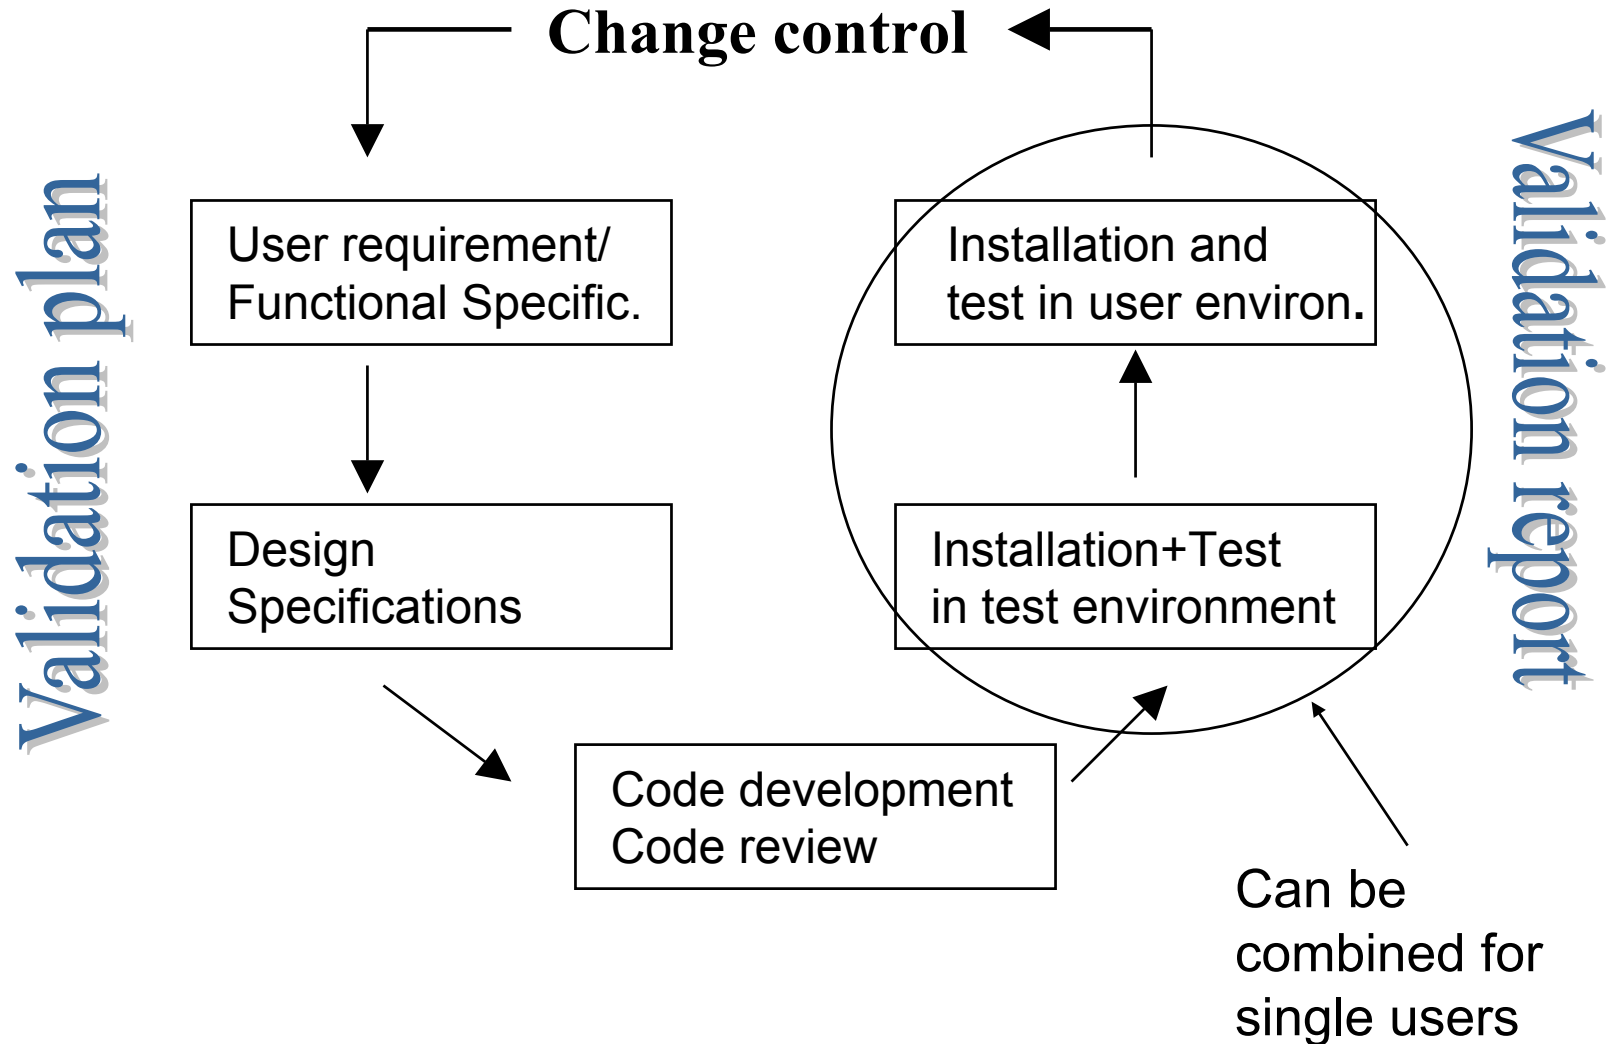 Change control
Validation plan
User requirement/
Functional Specific.
Installation and
test in user environ.
Validation report
Design
Specifications
Installation+Test
in test environment
Code development
Code review
Can be
combined for
single users